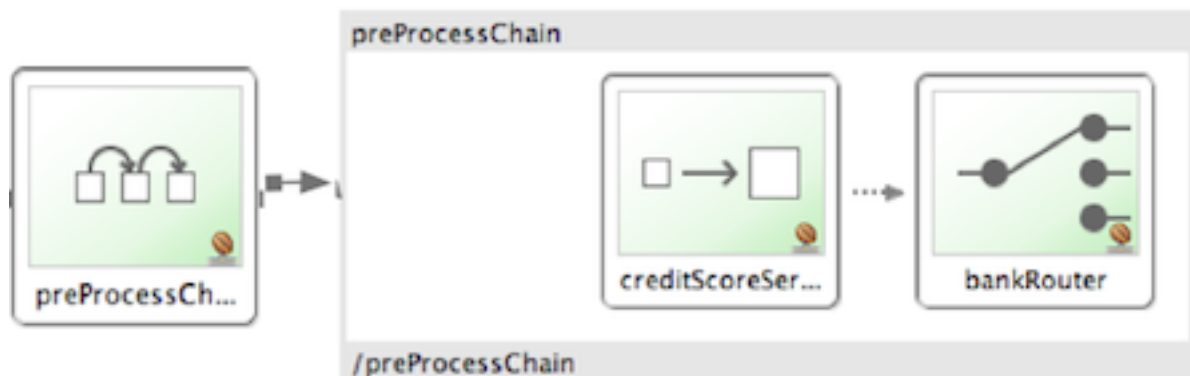 preProcessChain
preProcessCh...
creditScoreSer...
bankRouter
/preProcessChain